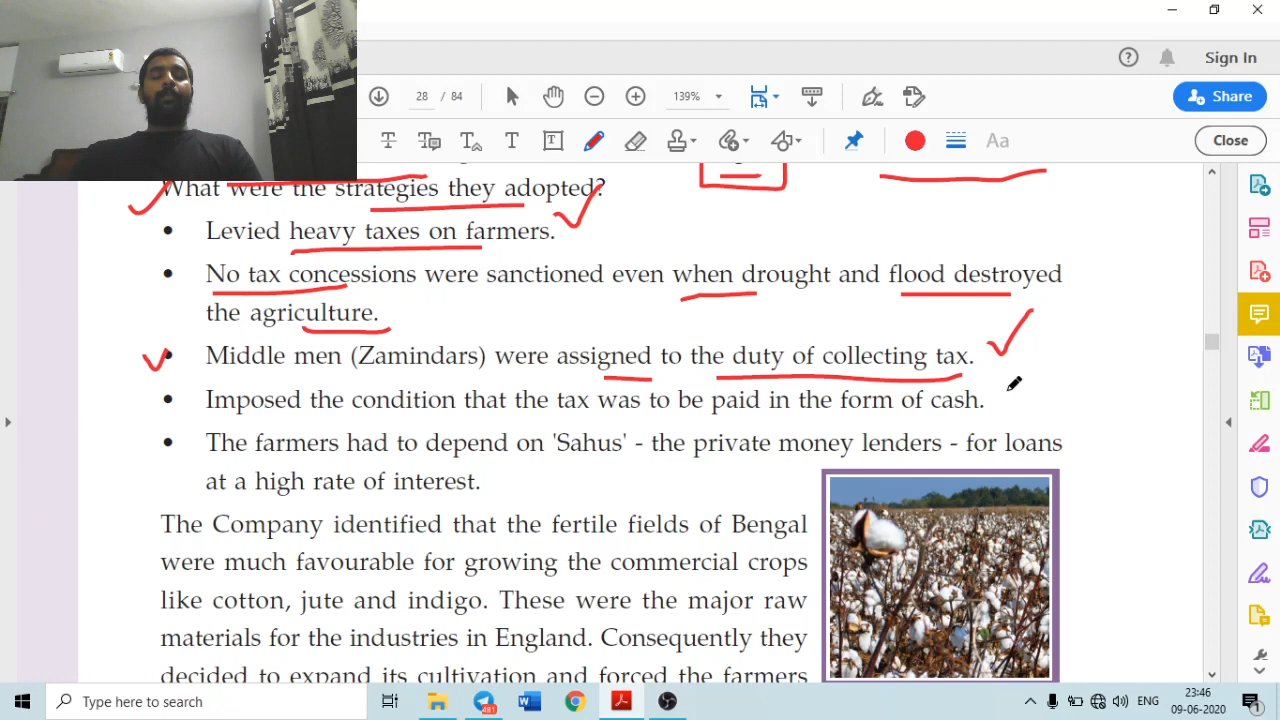 Sign In
28 / 84
139%
Share
Aa
Close
What were the strategies they adopted?
• Levied heavy taxes on farmers.
• No tax concessions were sanctioned even when drought and flood destroyed
the agriculture.
• Middle men (Zamindars) were assigned to the duty of collecting tax.
• Imposed the condition that the tax was to be paid in the form of cash.
• The farmers had to depend on 'Sahus' - the private money lenders - for loans
at a high rate of interest.
The Company identified that the fertile fields of Bengal
were much favourable for growing the commercial crops
like cotton, jute and indigo. These were the major raw
materials for the industries in England. Consequently they
decided to expand its cultivation and forced the farmers
Type here to search
481
ENG
23:46
09-06-2020
1